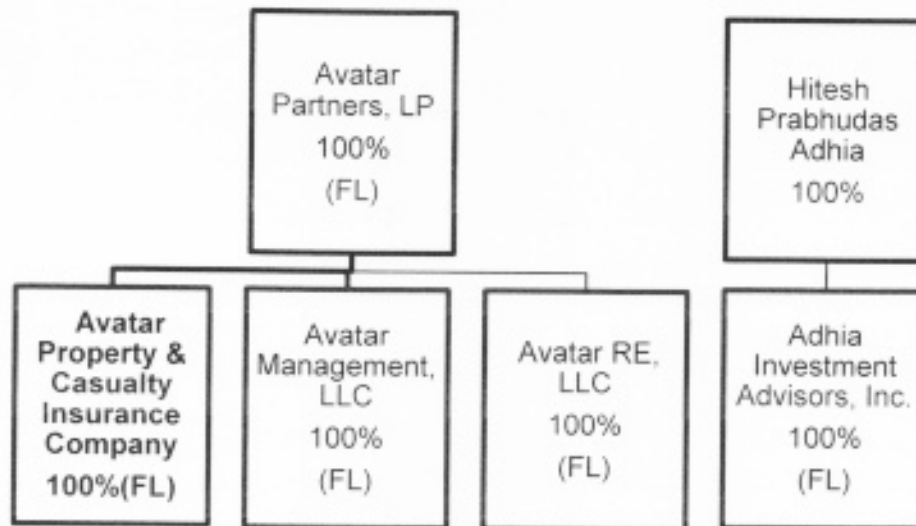 Avatar
Partners, LP
100%
(FL)
Hitesh
Prabhudas
Adhia
100%
Avatar
Property &
Casualty
Insurance
Company
100%(FL)
Avatar
Management,
LLC
100%
(FL)
Avatar RE,
LLC
100%
(FL)
Adhia
Investment
Advisors, Inc.
100%
(FL)